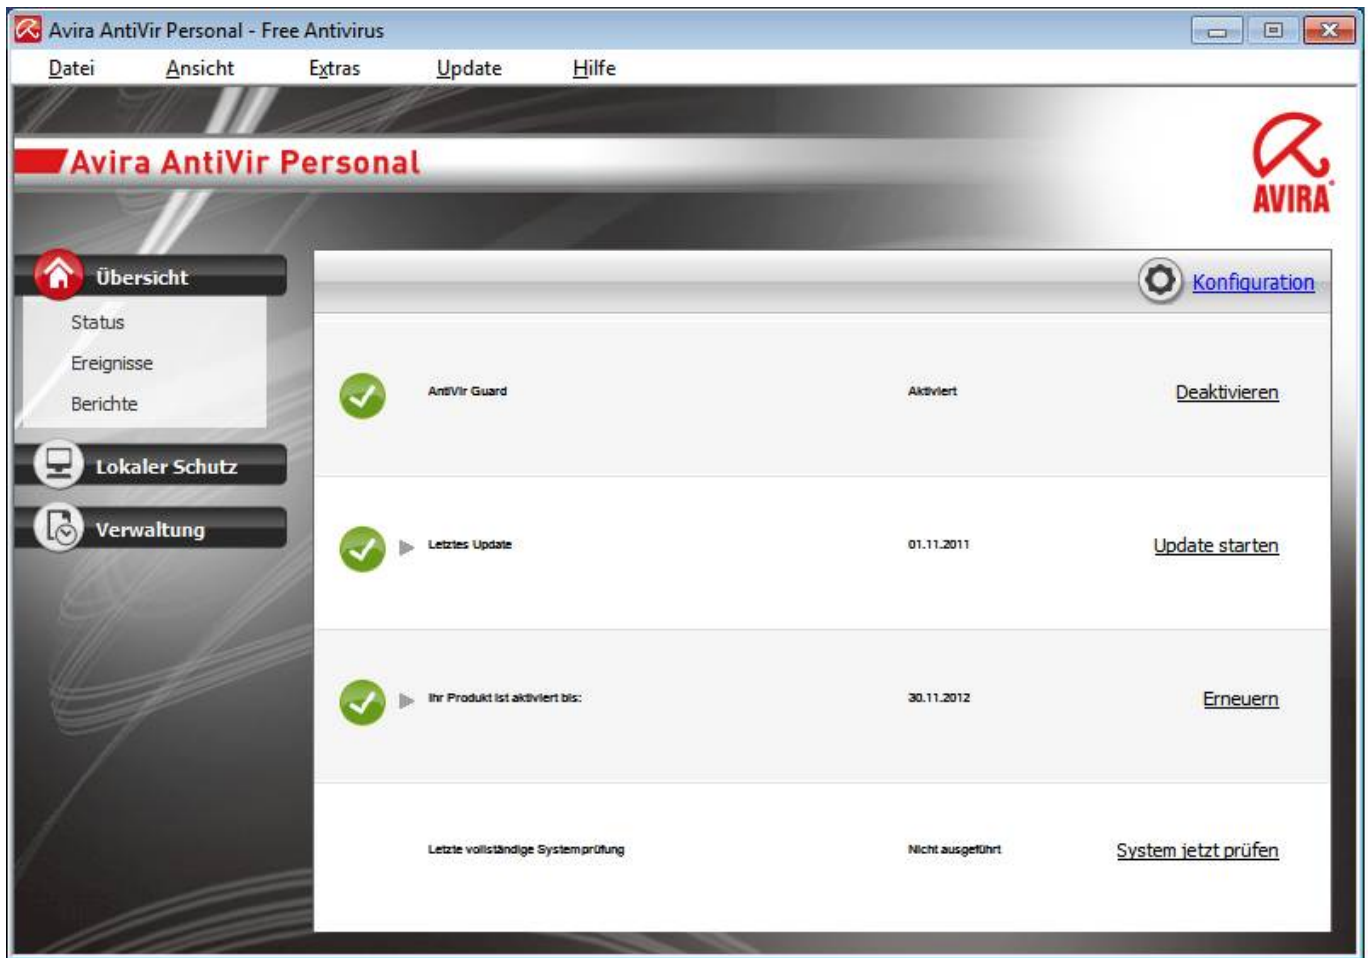 Avira AntiVir Personal - Free Antivirus
Datei Ansicht Extras Update Hilfe
Avira AntiVir Personal
AVIRA
Übersicht
Konfiguration
Status
Ereignisse
Berichte
Lokaler Schutz
Verwaltung
AntiVir Guard Aktiviert Deaktivieren
Letztes Update 01.11.2011 Update starten
Ihr Produkt ist aktiviert bis: 30.11.2012 Erneuern
Letzte vollständige Systemprüfung Nicht ausgeführt System jetzt prüfen